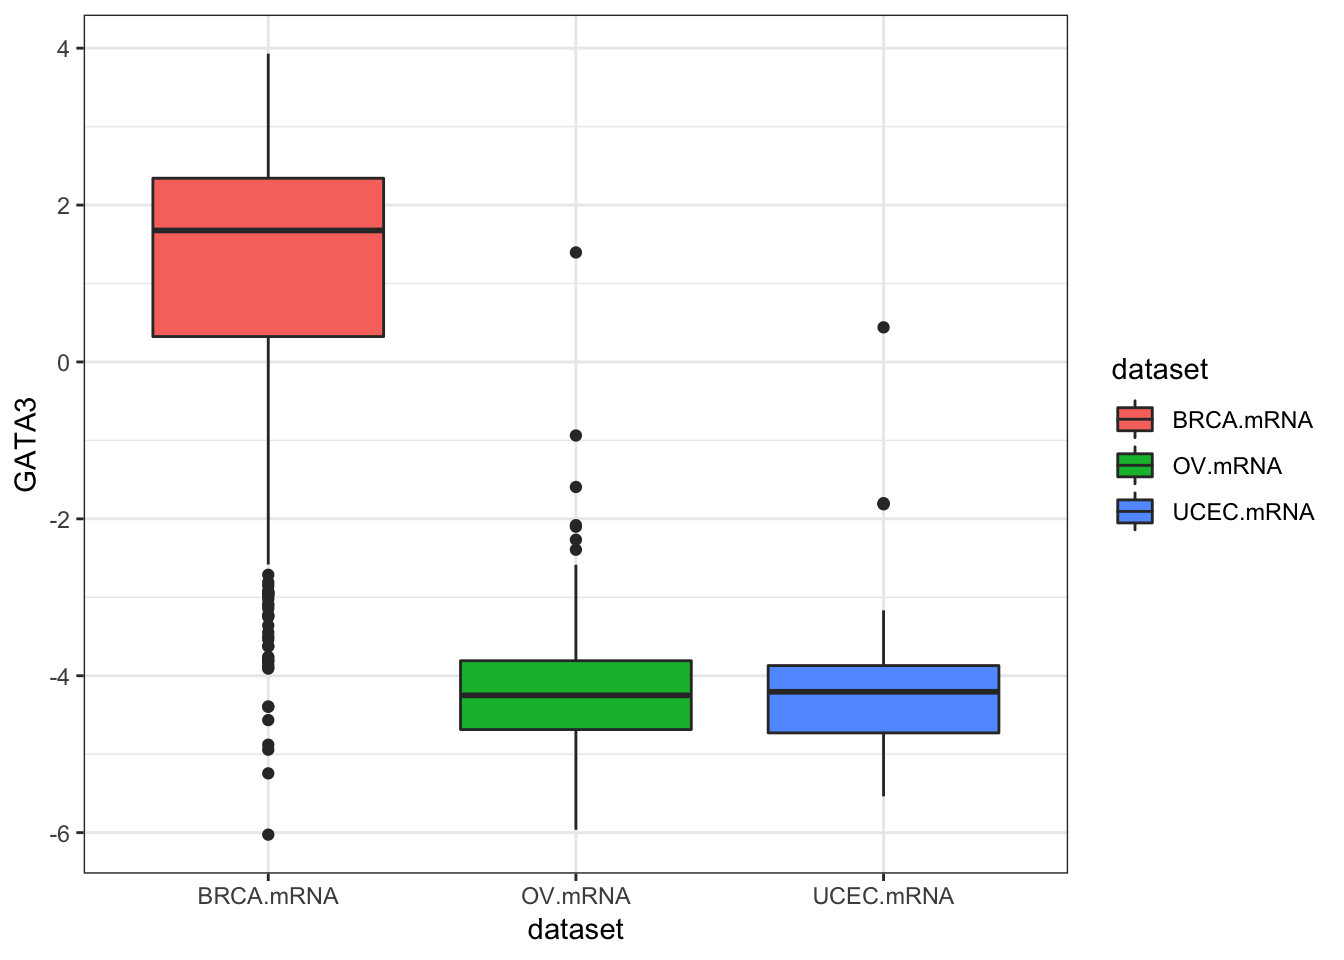 GATA3
4
2
0
-2
-4
-6
BRCA.mRNA
OV.mRNA
UCEC.mRNA
dataset
dataset
BRCA.mRNA
OV.mRNA
UCEC.mRNA